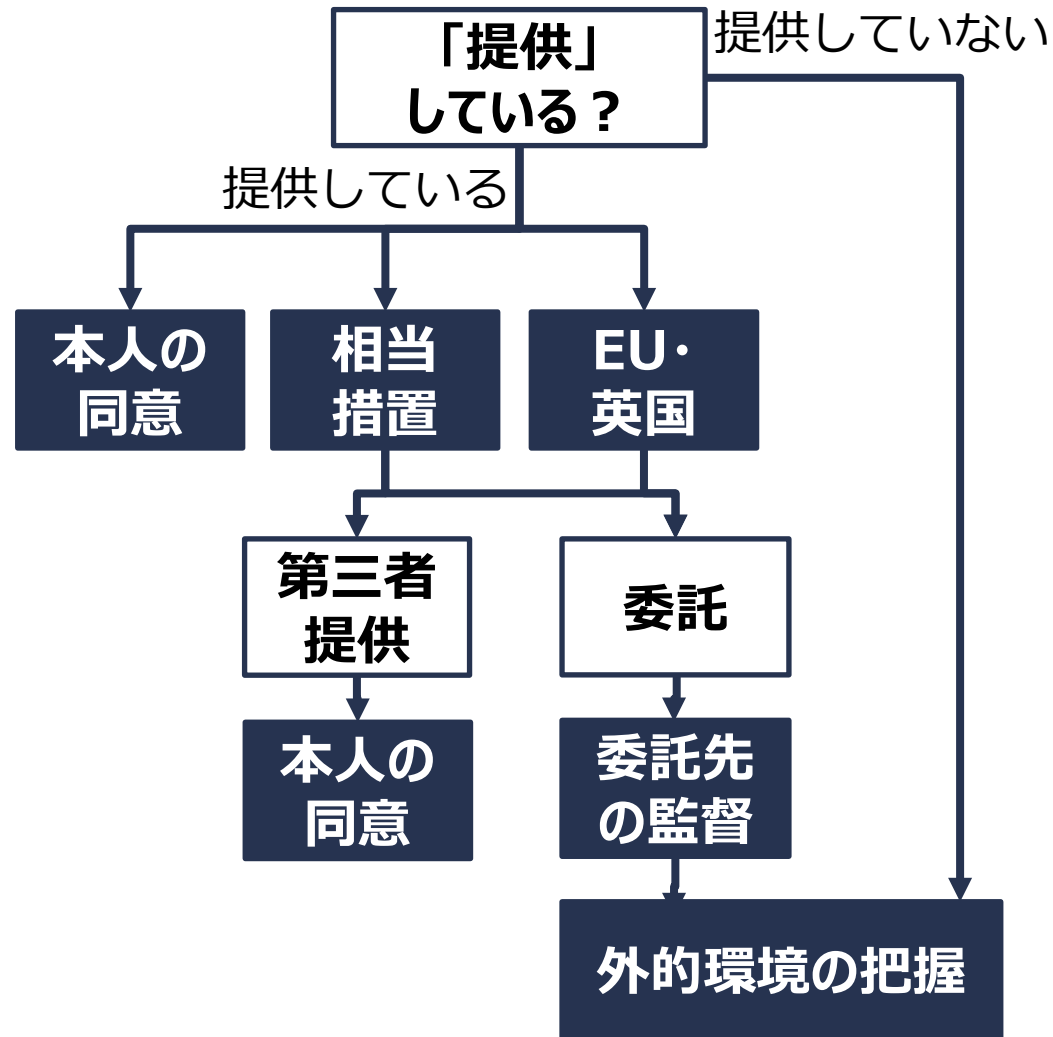 「提供」
している？
提供していない
提供している
本人の
同意
相当
措置
EU・
英国
第三者
提供
委託
本人の
同意
委託先
の監督
外的環境の把握